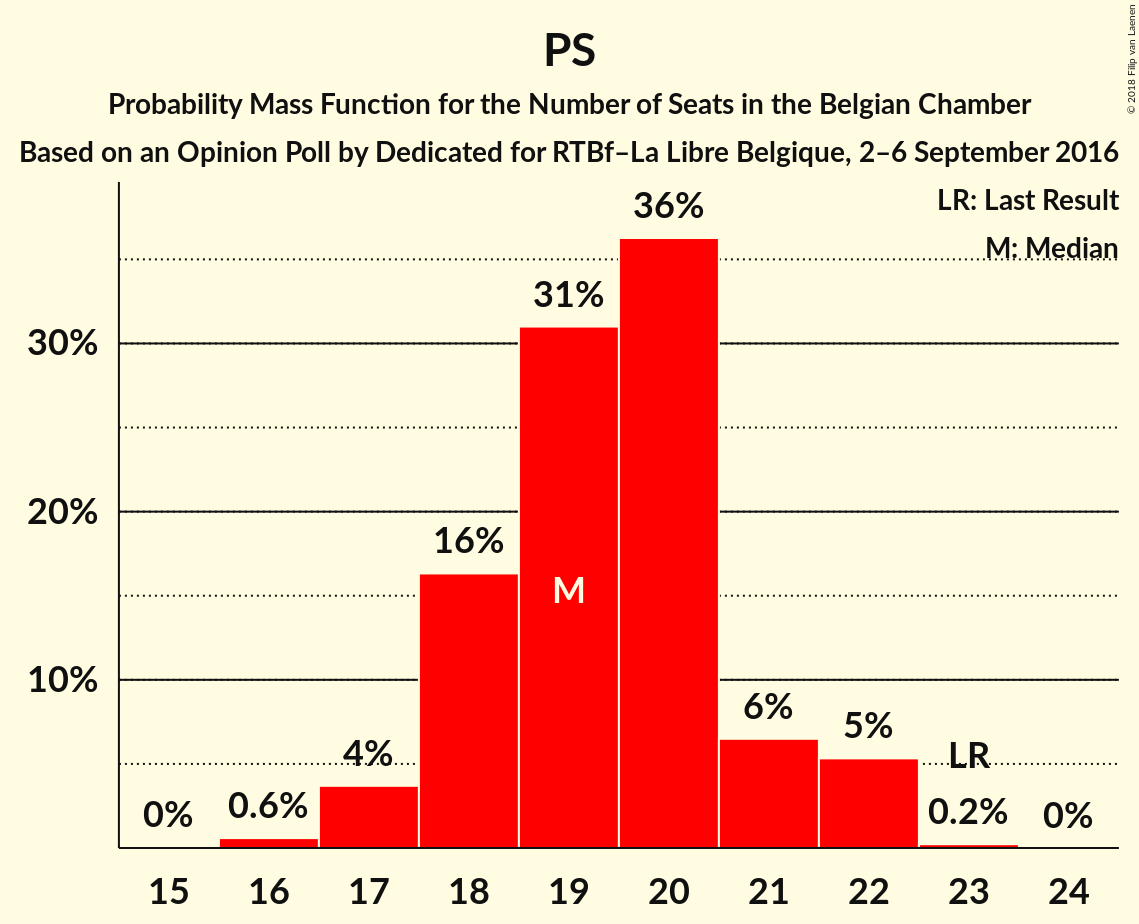 PS
Probability Mass Function for the Number of Seats in the Belgian Chamber
Based on an Opinion Poll by Dedicated for RTBf–La Libre Belgique, 2–6 September 2016
© 2018 Filip van Laenen
LR: Last Result
M: Median
36%
31%
30%
20%
16%
M
10%
6%
5%
4%
LR
0%
0.6%
0.2%
0%
15 16 17 18 19 20 21 22 23 24